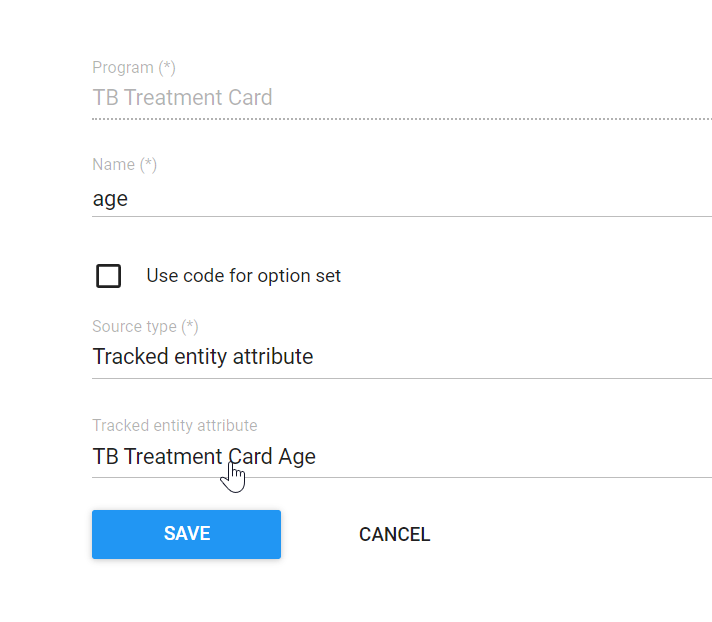 Program (*)
TB Treatment Card
Name (*)
age
Use code for option set
Source type (*)
Tracked entity attribute
Tracked entity attribute
TB Treatment Card Age
SAVE
CANCEL